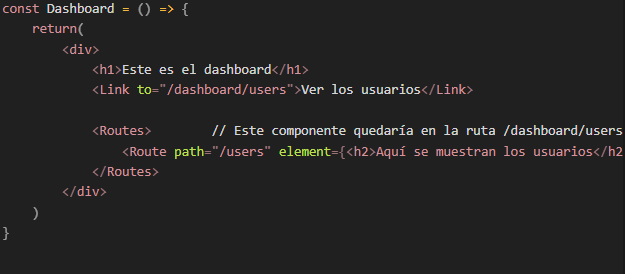 const Dashboard = () => {
    return(
        <div>
            <h1>Este es el dashboard</h1>
            <Link to="/dashboard/users">Ver los usuarios</Link>

            <Routes>        // Este componente quedaría en la ruta /dashboard/users
                <Route path="/users" element={<h2>Aquí se muestran los usuarios</h2
            </Routes>
        </div>
    )
}